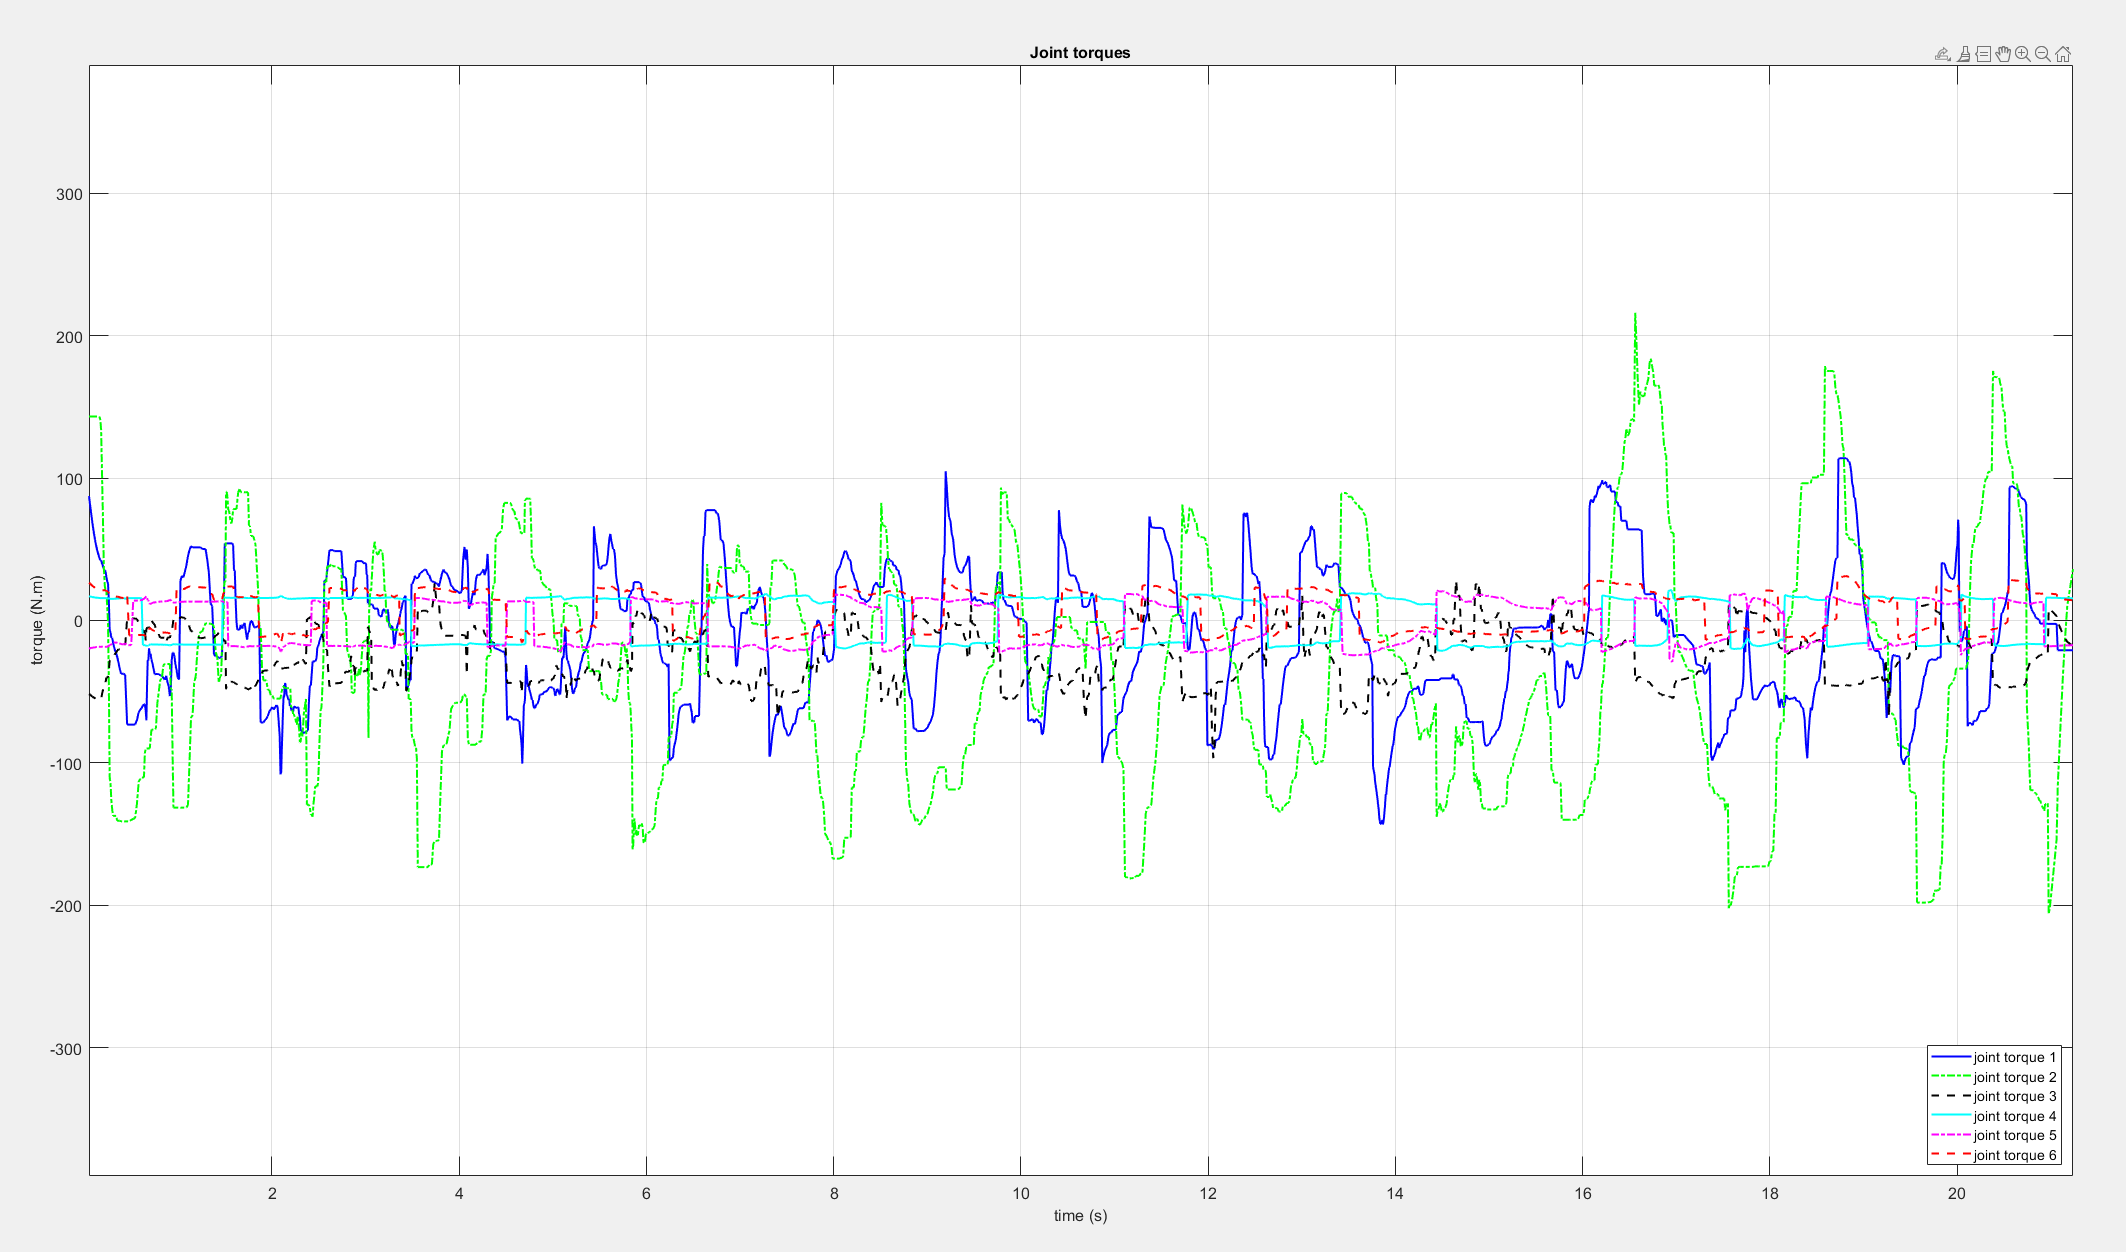 Joint torques
300
200
100
0
-100
-200
-300
torque (N.m)
2 4 6 8 10 12 14 16 18 20
time (s)
joint torque 1
joint torque 2
joint torque 3
joint torque 4
joint torque 5
joint torque 6